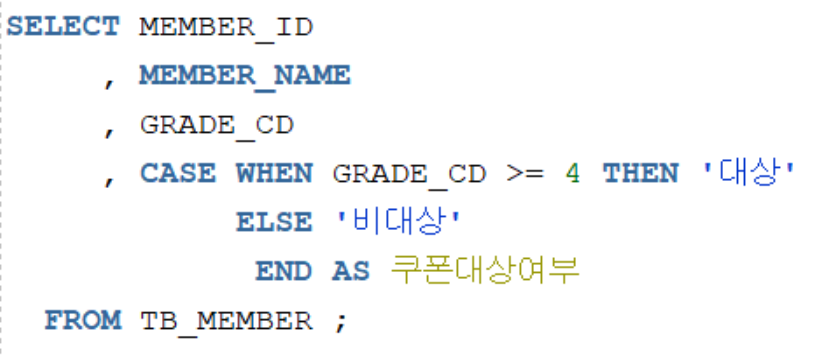 SELECT MEMBER_ID
, MEMBER_NAME
, GRADE_CD
, CASE WHEN GRADE_CD >= 4 THEN '대상'
ELSE '비대상'
END AS 쿠폰대상여부
FROM TB_MEMBER ;